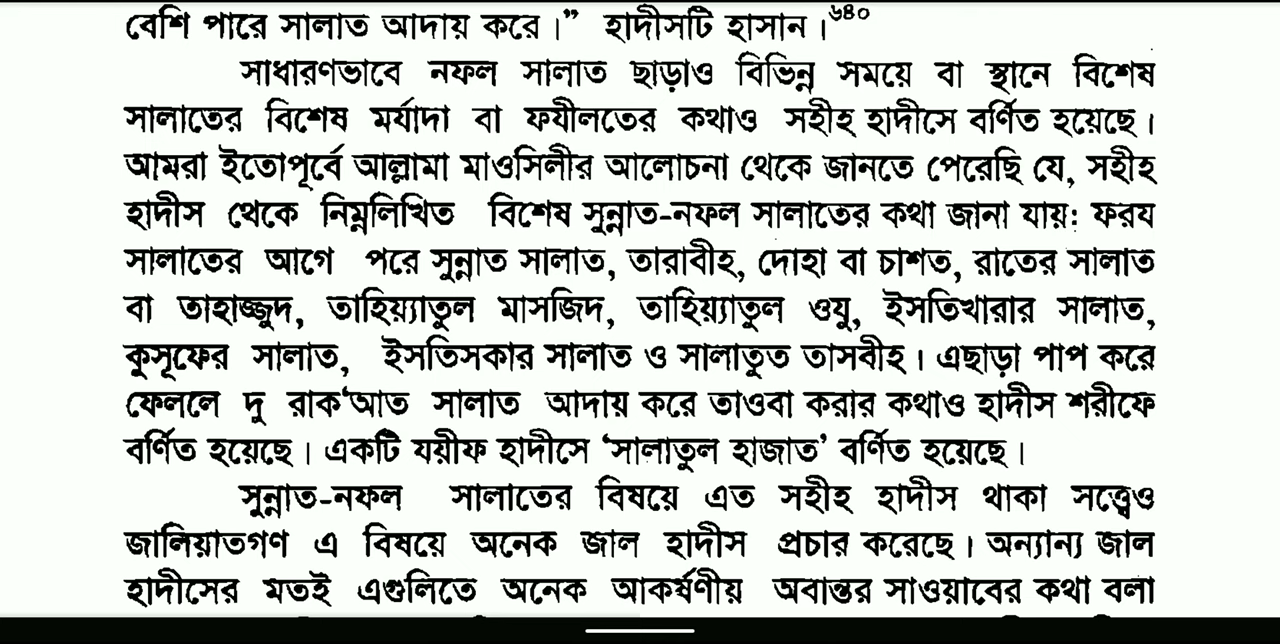 বেশি পারে সালাত আদায় করে।” হাদীসটি হাসান।৬৪০
সাধারণভাবে নফল সালাত ছাড়াও বিভিন্ন সময়ে বা স্থানে বিশেষ
সালাতের বিশেষ মর্যাদা বা ফযীলতের কথাও সহীহ হাদীসে বর্ণিত হয়েছে।
আমরা ইতোপূর্বে আল্লামা মাওসিলীর আলোচনা থেকে জানতে পেরেছি যে, সহীহ
হাদীস থেকে নিম্নলিখিত বিশেষ সুন্নাত-নফল সালাতের কথা জানা যায়: ফরয
সালাতের আগে পরে সুন্নাত সালাত, তারাবীহ, দোহা বা চাশত, রাতের সালাত
বা তাহাজ্জুদ, তাহিয়্যাতুল মাসজিদ, তাহিয়্যাতুল ওযু, ইসতিখারার সালাত,
কুসূফের সালাত, ইসতিসকার সালাত ও সালাতুত তাসবীহ। এছাড়া পাপ করে
ফেললে দু রাক‘আত সালাত আদায় করে তাওবা করার কথাও হাদীস শরীফে
বর্ণিত হয়েছে। একটি যয়ীফ হাদীসে ‘সালাতুল হাজাত’ বর্ণিত হয়েছে।
সুন্নাত-নফল সালাতের বিষয়ে এত সহীহ হাদীস থাকা সত্ত্বেও
জালিয়াতগণ এ বিষয়ে অনেক জাল হাদীস প্রচার করেছে। অন্যান্য জাল
হাদীসের মতই এগুলিতে অনেক আকর্ষণীয় অবান্তর সাওয়াবের কথা বলা